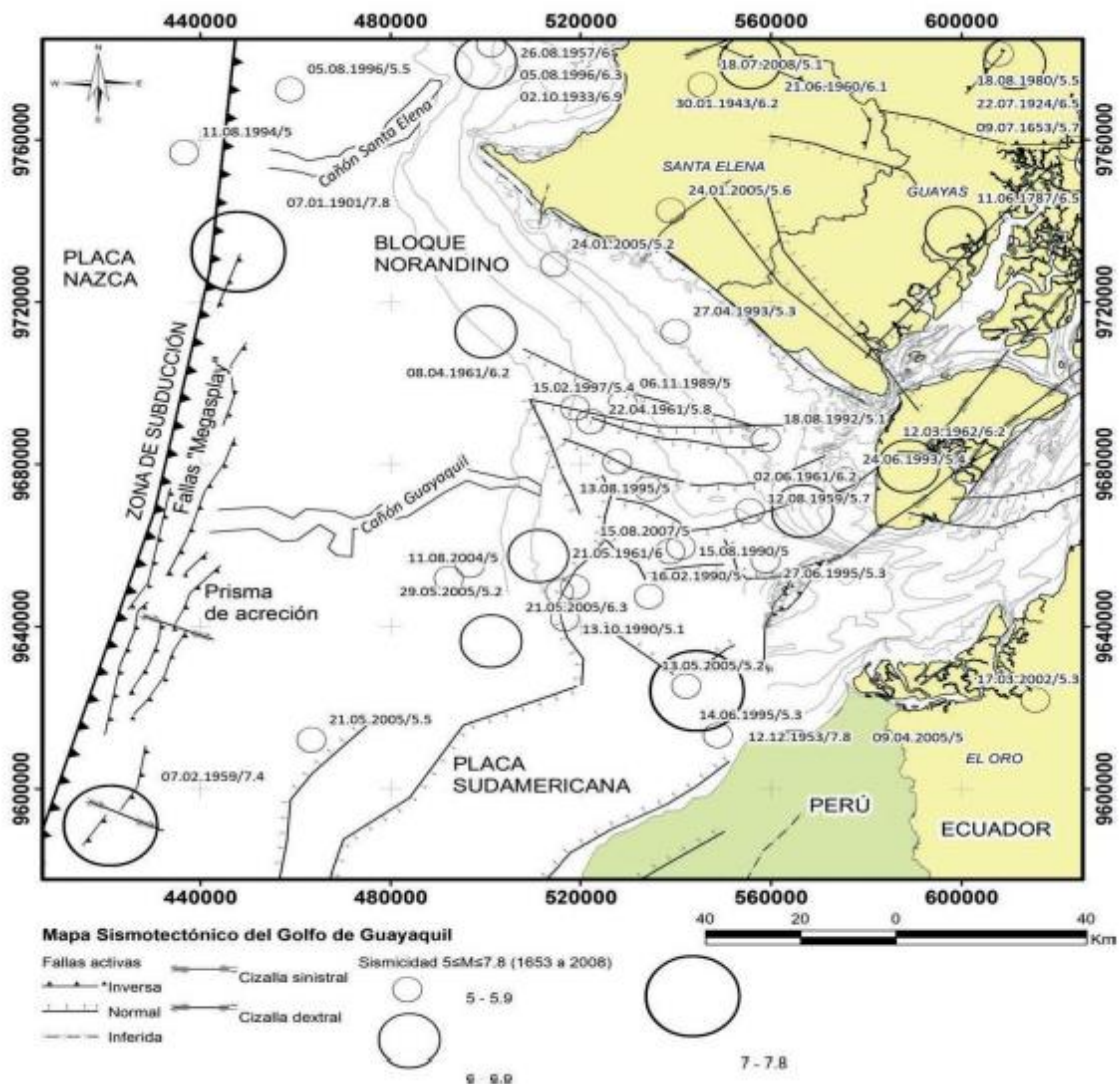 440000 480000 520000 560000 600000
N
W E
S
05.08.1996/5.5
26.08.1957/6
05.08.1996/6.3
02.10.1933/6.9
18.07.2008/5.1
21.06.1960/6.1
30.01.1943/6.2
18.08.1980/5.5
22.07.1924/6.5
09.07.1653/5.7
11.08.1994/5
Cañón Santa Elena
9760000 9760000
SANTA ELENA
GUAYAS
07.01.1901/7.8
24.01.2005/5.6
11.06.1787/6.5
PLACA
NAZCA
BLOQUE
NORANDINO
24.01.2005/5.2
9720000 9720000
27.04.1993/5.3
ZONA DE SUBDUCCIÓN
Fallas "Megasplay"
08.04.1961/6.2
15.02.1997/5.4
06.11.1989/5
22.04.1961/5.8
18.08.1992/5.1
12.03.1962/6.2
24.06.1993/5.4
9680000 9680000
Cañón Guayaquil
02.06.1961/6.2
13.08.1995/5
12.08.1959/5.7
15.08.2007/5
11.08.2004/5
21.05.1961/6
15.08.1990/5
16.02.1990/5
27.06.1995/5.3
29.05.2005/5.2
Prisma
de acreción
21.05.2005/6.3
13.10.1990/5.1
9640000 9640000
13.05.2005/5.2
17.03.2002/5.3
21.05.2005/5.5
14.06.1995/5.3
12.12.1953/7.8
09.04.2005/5
07.02.1959/7.4
PLACA
SUDAMERICANA
EL ORO
9600000 9600000
PERÚ
ECUADOR
440000 480000 520000 560000 600000
40 20 0 40
Km
Mapa Sismotectónico del Golfo de Guayaquil
Fallas activas
Inversa
Normal
Inferida
Cizalla sinistral
Cizalla dextral
Sismicidad 5≤M≤7.8 (1653 a 2008)
5 - 5.9
6 - 6.9
7 - 7.8